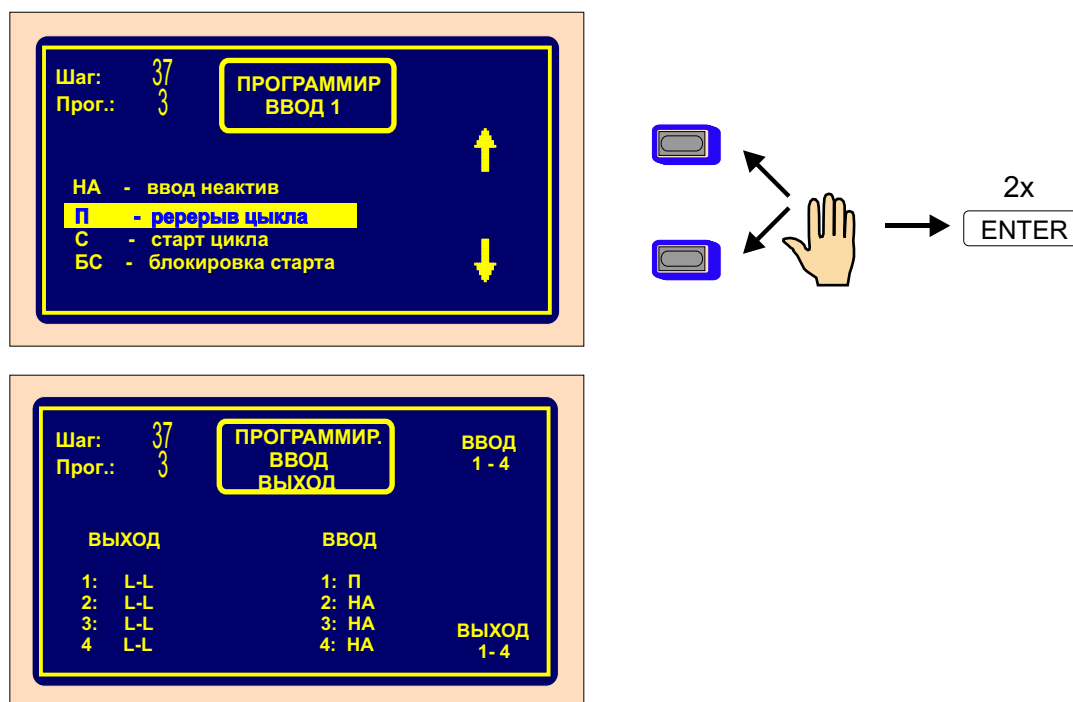 Шаг: 37
Прог.: 3
ПРОГРАММИР
ВВОД 1
НА - ввод неактив
П - ререрыв цыкла
С - старт цикла
БС - блокировка старта
2x
ENTER
Шаг: 37
Прог.: 3
ПРОГРАММИР.
ВВОД
ВЫХОД
ВВОД
1 - 4
ВЫХОД ВВОД
1: L-L 1: П
2: L-L 2: НА
3: L-L 3: НА
4 L-L 4: НА
ВЫХОД
1- 4